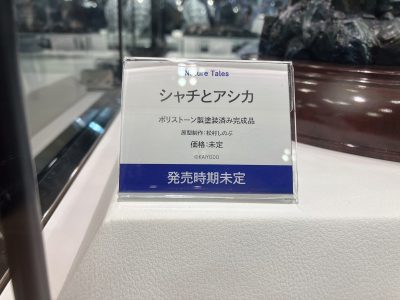 Nature Tales
シャチとアシカ
ポリストーン製塗装済み完成品
原型制作：松村しのぶ
価格：未定
©KAIYODO
発売時期未定